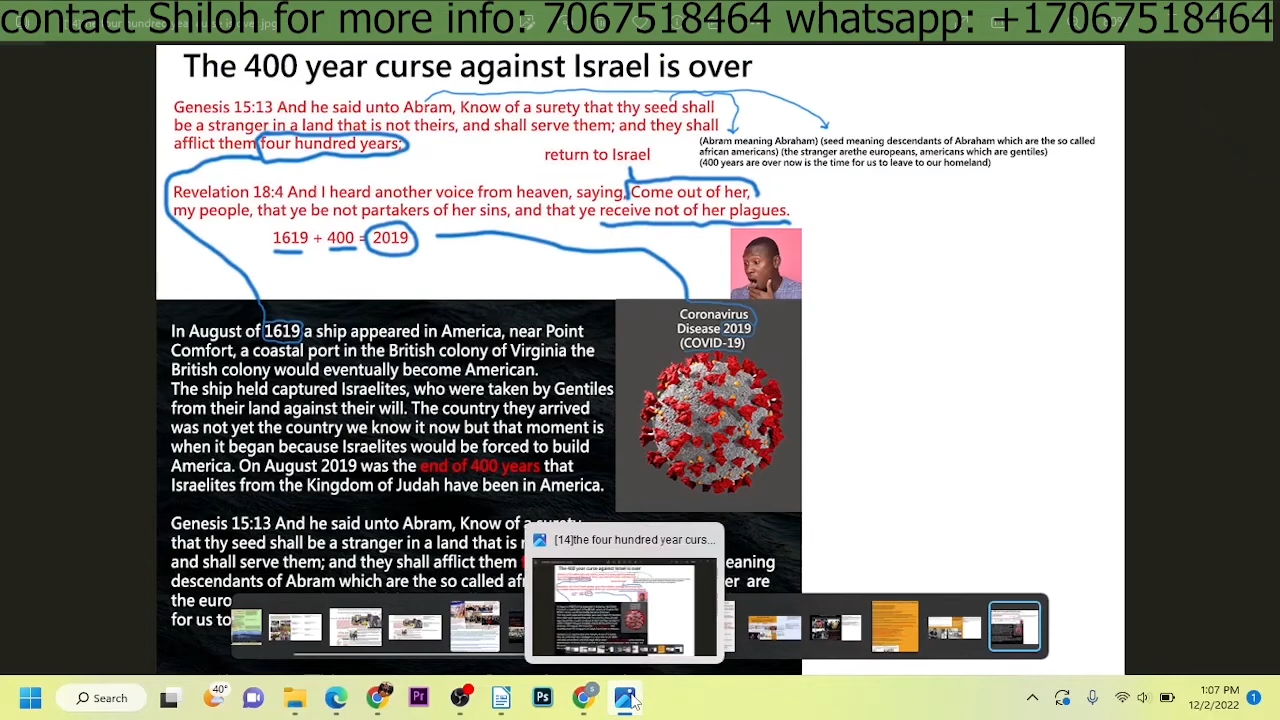 contact Shiloh for more info: 7067518464 whatsapp: +17067518464
The 400 year curse against Israel is over
Genesis 15:13 And he said unto Abram, Know of a surety that thy seed shall
be a stranger in a land that is not theirs, and shall serve them; and they shall
afflict them four hundred years;
(Abram meaning Abraham) (seed meaning descendants of Abraham which are the so called
african americans) (the stranger arethe europeans, americans which are gentiles)
(400 years are over now is the time for us to leave to our homeland)
return to Israel
Revelation 18:4 And I heard another voice from heaven, saying, Come out of her,
my people, that ye be not partakers of her sins, and that ye receive not of her plagues.
1619 + 400 = 2019
In August of 1619 a ship appeared in America, near Point
Comfort, a coastal port in the British colony of Virginia the
British colony would eventually become American.
The ship held captured Israelites, who were taken by Gentiles
from their land against their will. The country they arrived
was not yet the country we know it now but that moment is
when it began because Israelites would be forced to build
America. On August 2019 was the end of 400 years that
Israelites from the Kingdom of Judah have been in America.
Coronavirus
Disease 2019
(COVID-19)
Genesis 15:13 And he said unto Abram, Know of a surety
that thy seed shall be a stranger in a land that is
and shall serve them and they shall afflict them
descendants of Abraham which are the so called
the euro
for us to
[14]the four hundred year curs...
The 400 year curse against Israel is over
Search
40°
1:07 PM
12/2/2022